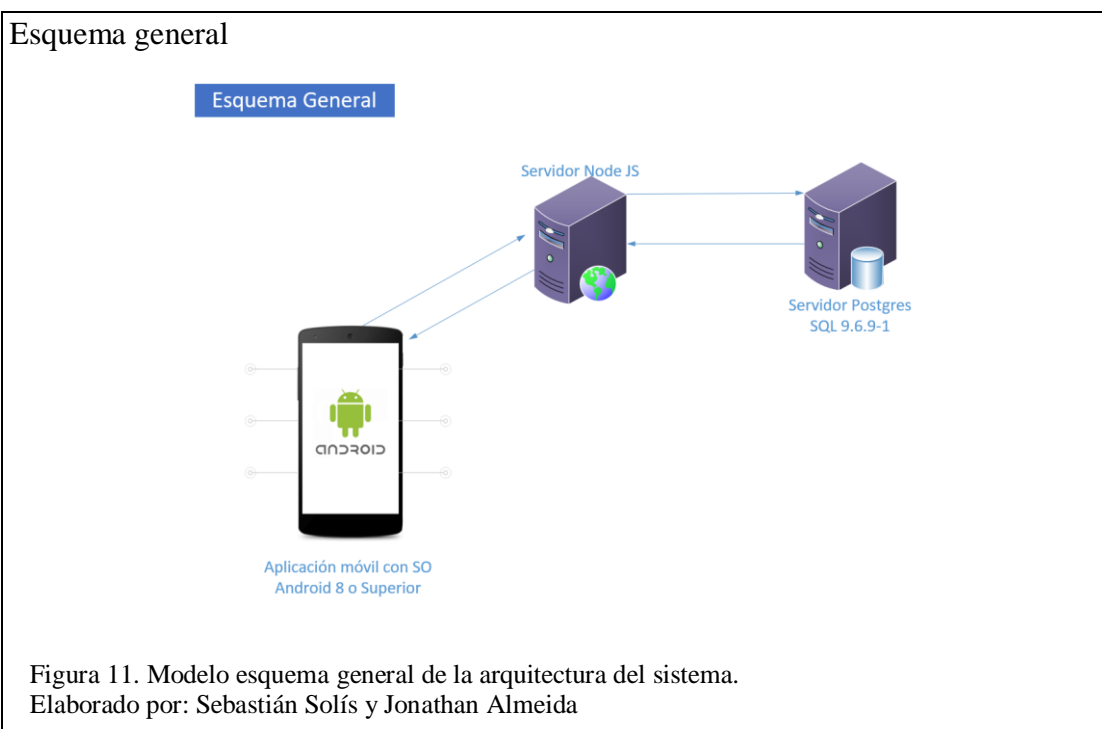 Esquema general
Esquema General
Servidor Node JS
Servidor Postgres
SQL 9.6.9-1
ANDROID
Aplicación móvil con SO
Android 8 o Superior
Figura 11. Modelo esquema general de la arquitectura del sistema.
Elaborado por: Sebastián Solís y Jonathan Almeida